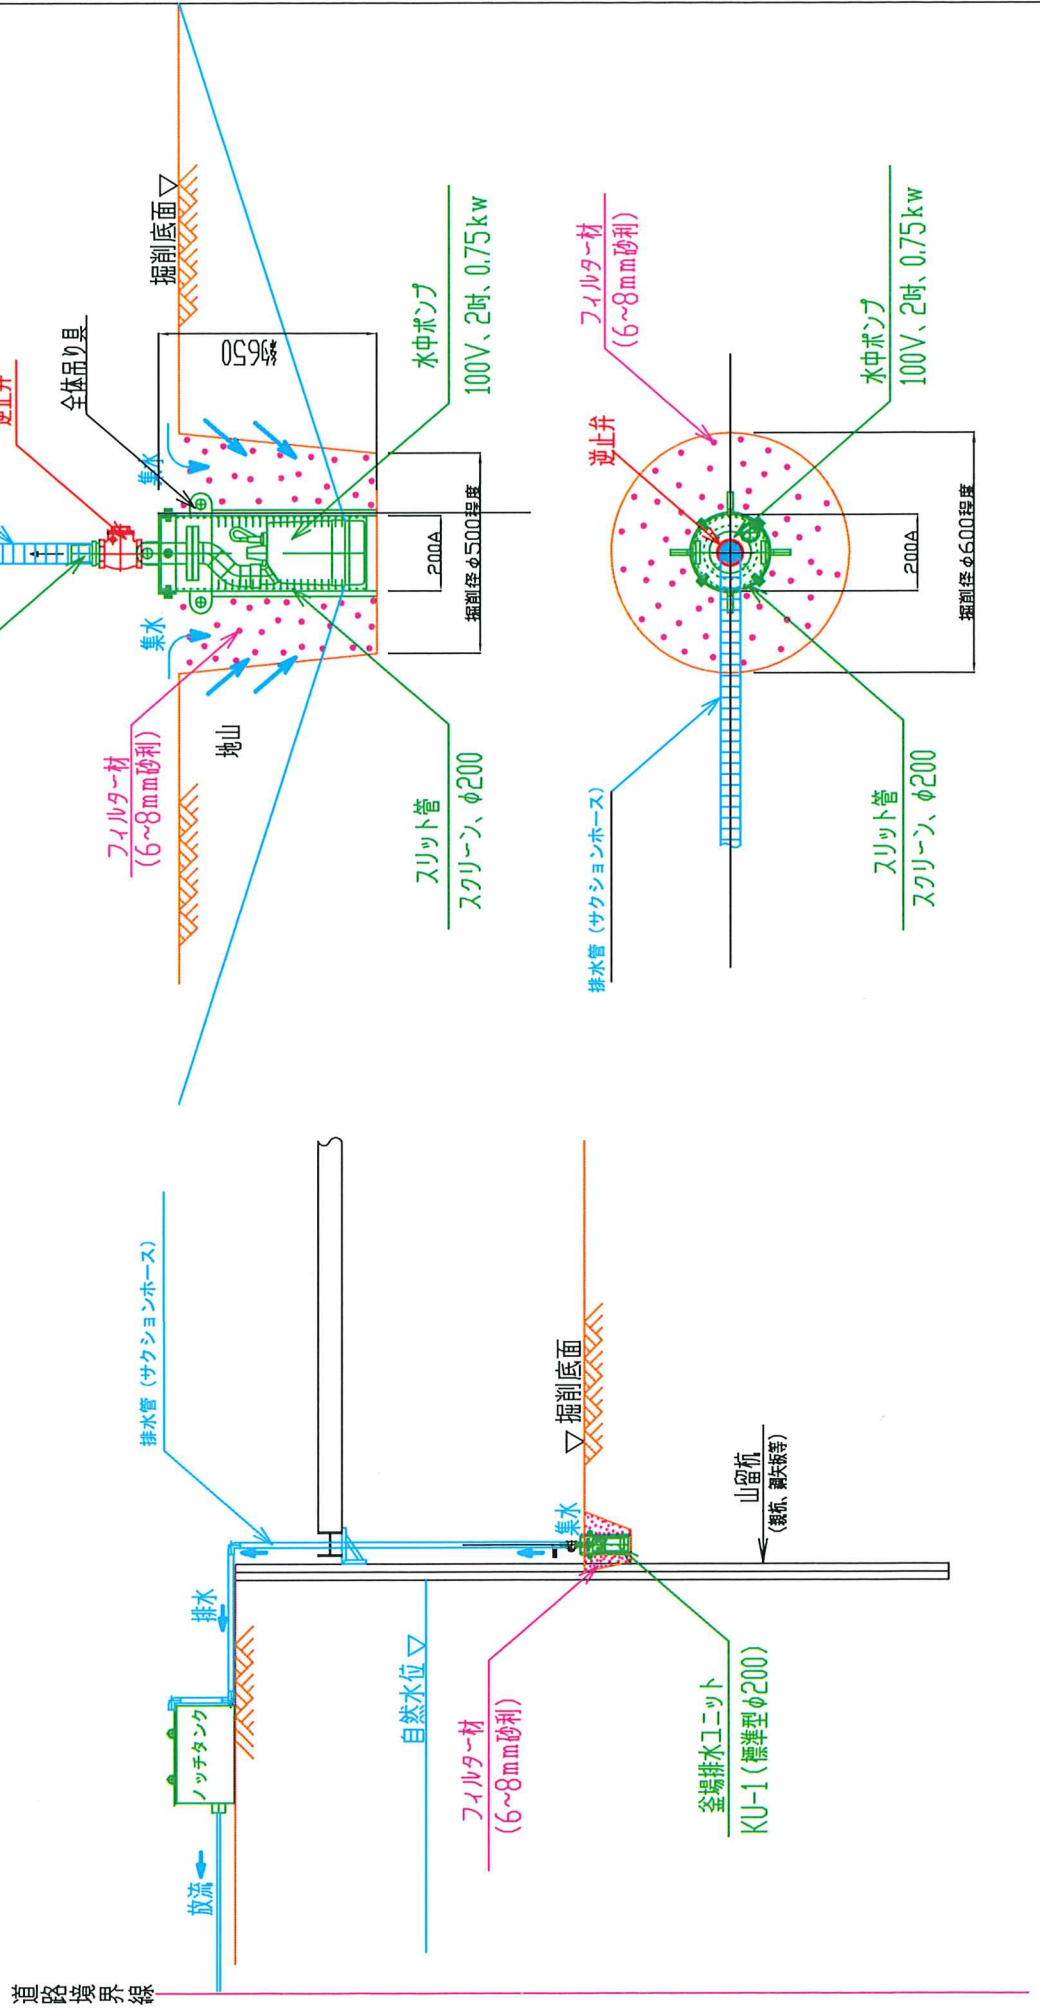 道路境界線
放流
ノッチタンク
排水
排水管 (サクションホース)
自然水位
フィルター材
(6~8mm砂利)
釜場排水ユニット
KU-1 (標準型φ200)
集水
掘削底面
山留杭
(親杭、鋼矢板等)
逆止弁
全体吊り具
掘削底面
約650
集水
集水
フィルター材
(6~8mm砂利)
地山
200A
掘削径φ500程度
水中ポンプ
100V、2吋、0.75kw
スリット管
スクリーン、φ200
フィルター材
(6~8mm砂利)
逆止弁
排水管 (サクションホース)
水中ポンプ
100V、2吋、0.75kw
200A
掘削径φ600程度
スリット管
スクリーン、φ200